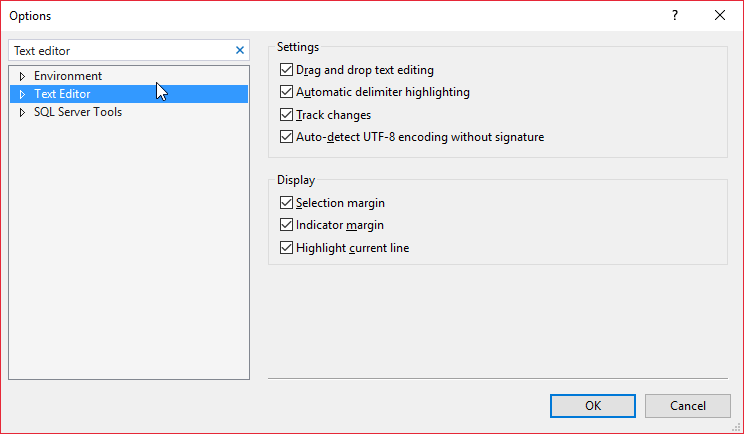 Options
?
Text editor
Environment
Text Editor
SQL Server Tools
Settings
Drag and drop text editing
Automatic delimiter highlighting
Track changes
Auto-detect UTF-8 encoding without signature
Display
Selection margin
Indicator margin
Highlight current line
OK
Cancel